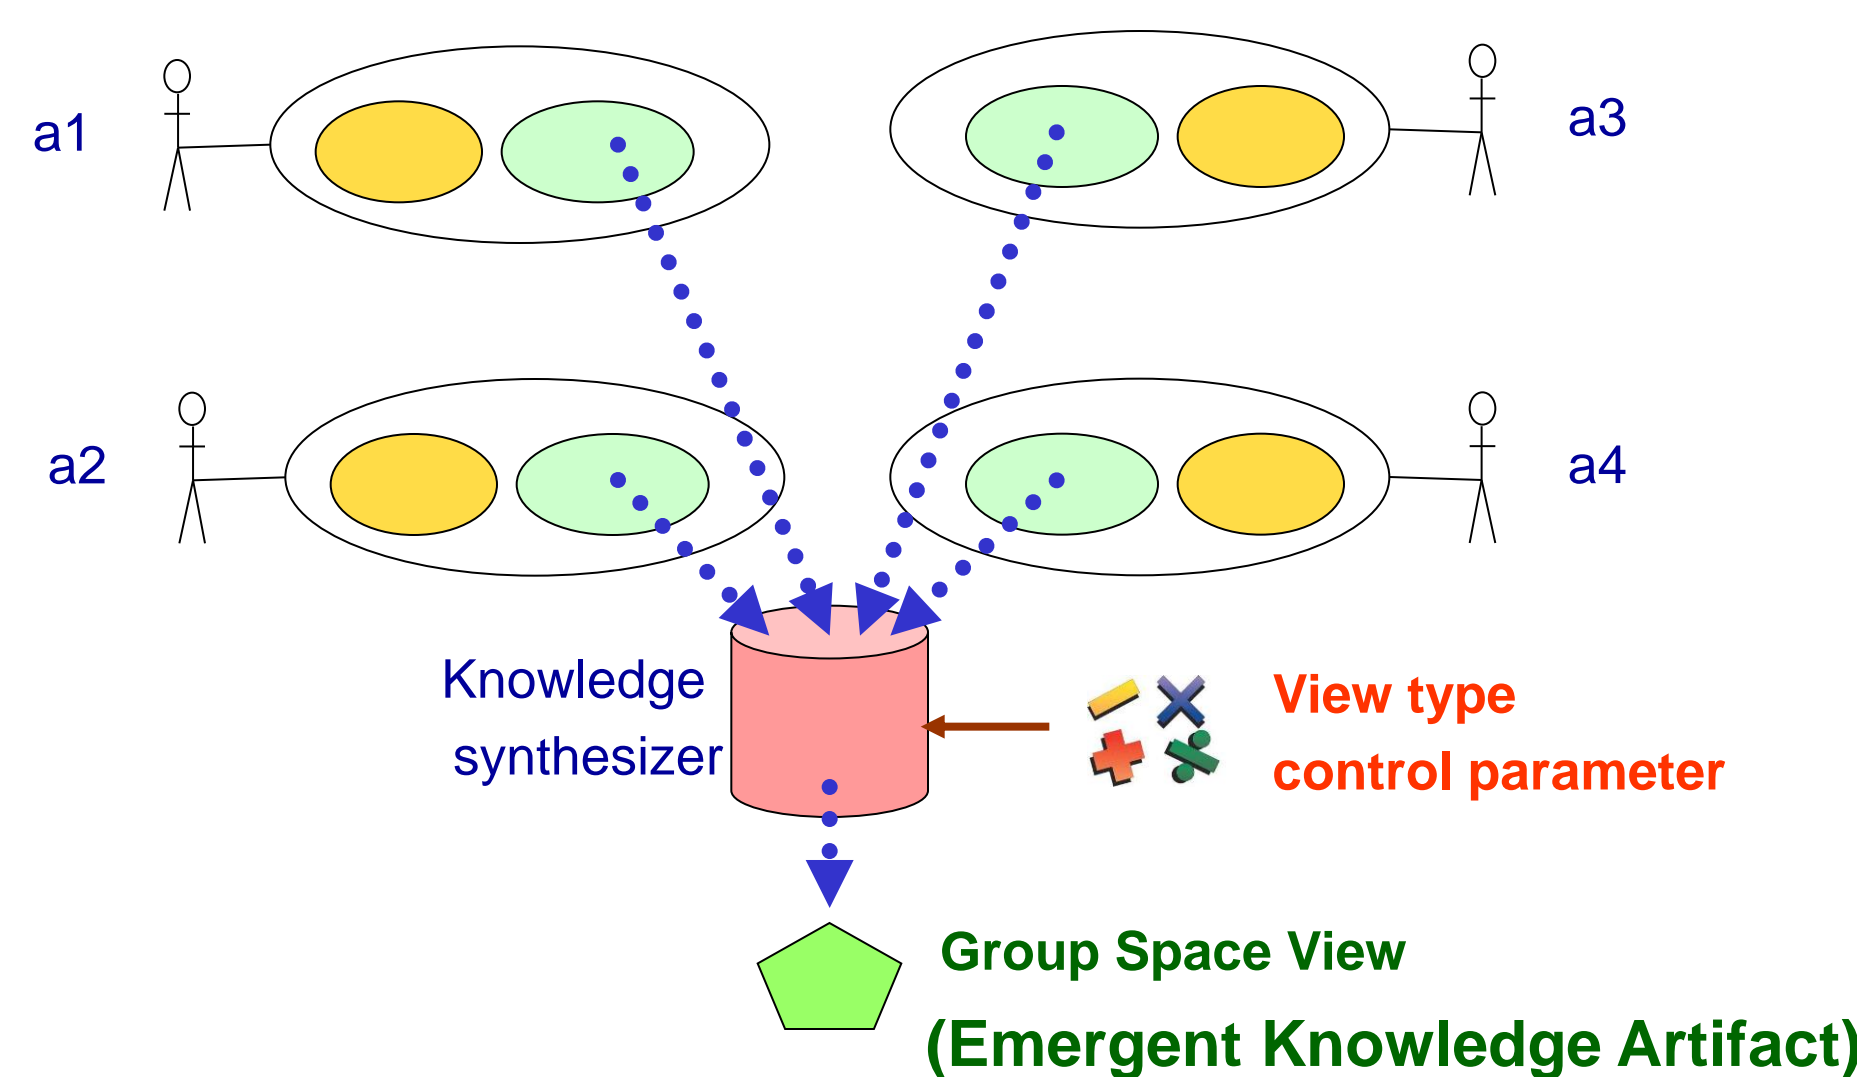 a1
a3
a2
a4
Knowledge
synthesizer
View type
control parameter
Group Space View
(Emergent Knowledge Artifact)